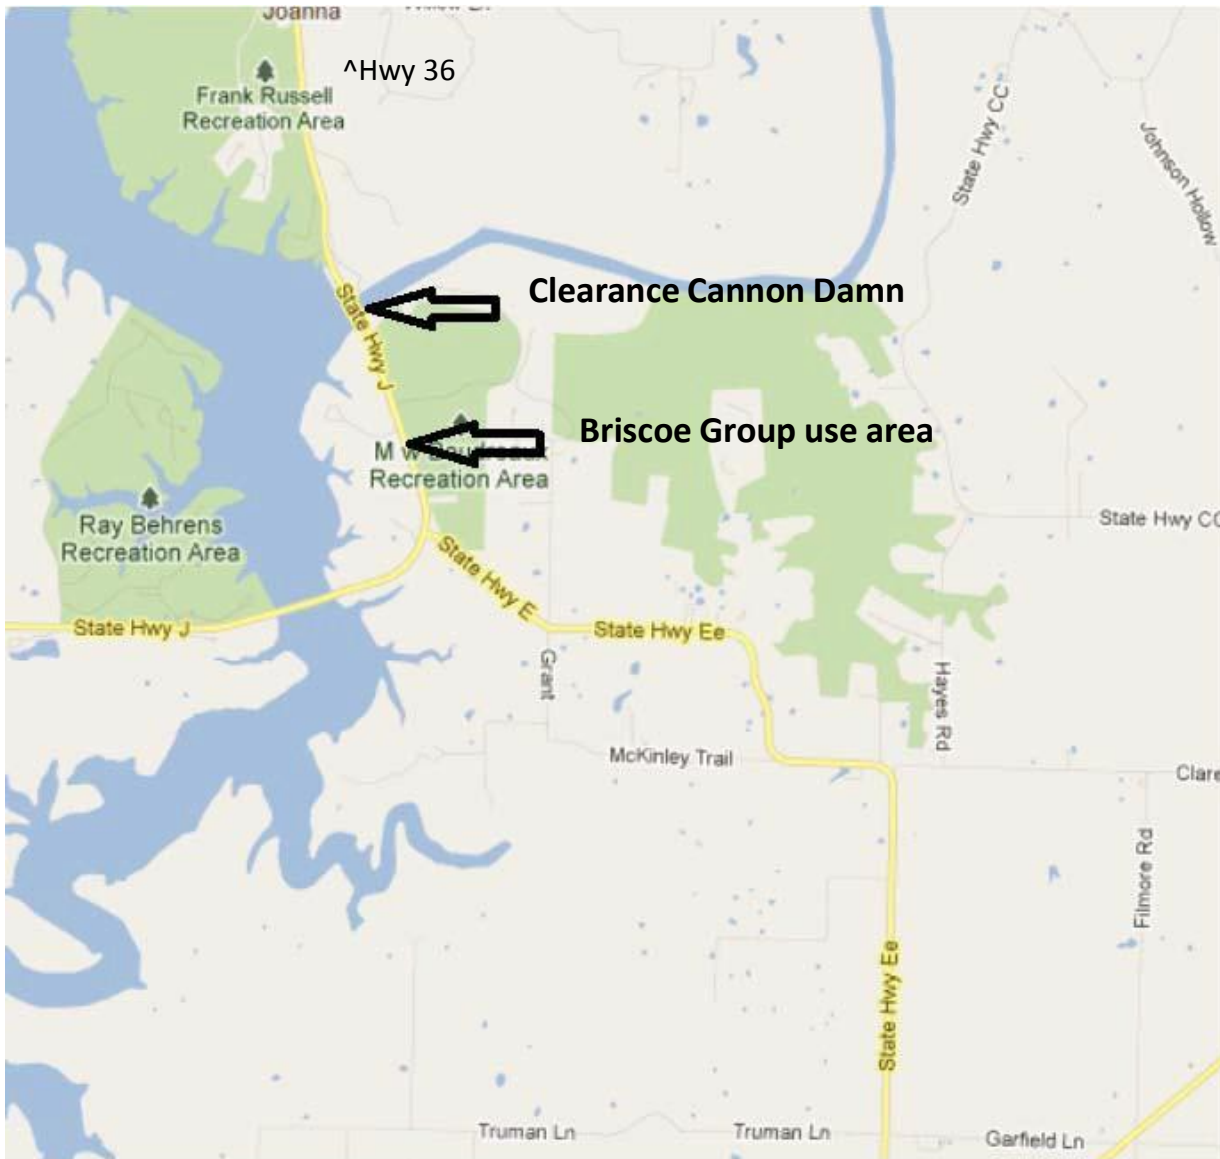 Joanna
^Hwy 36
Frank Russell
Recreation Area
State Hwy CC
Johnson Hollow
Clearance Cannon Damn
State Hwy J
Briscoe Group use area
M w Boudreaux
Recreation Area
Ray Behrens
Recreation Area
State Hwy CC
State Hwy E
State Hwy J
State Hwy Ee
Grant
Hayes Rd
McKinley Trail
Clare
Filmore Rd
State Hwy Ee
Truman Ln
Truman Ln
Garfield Ln